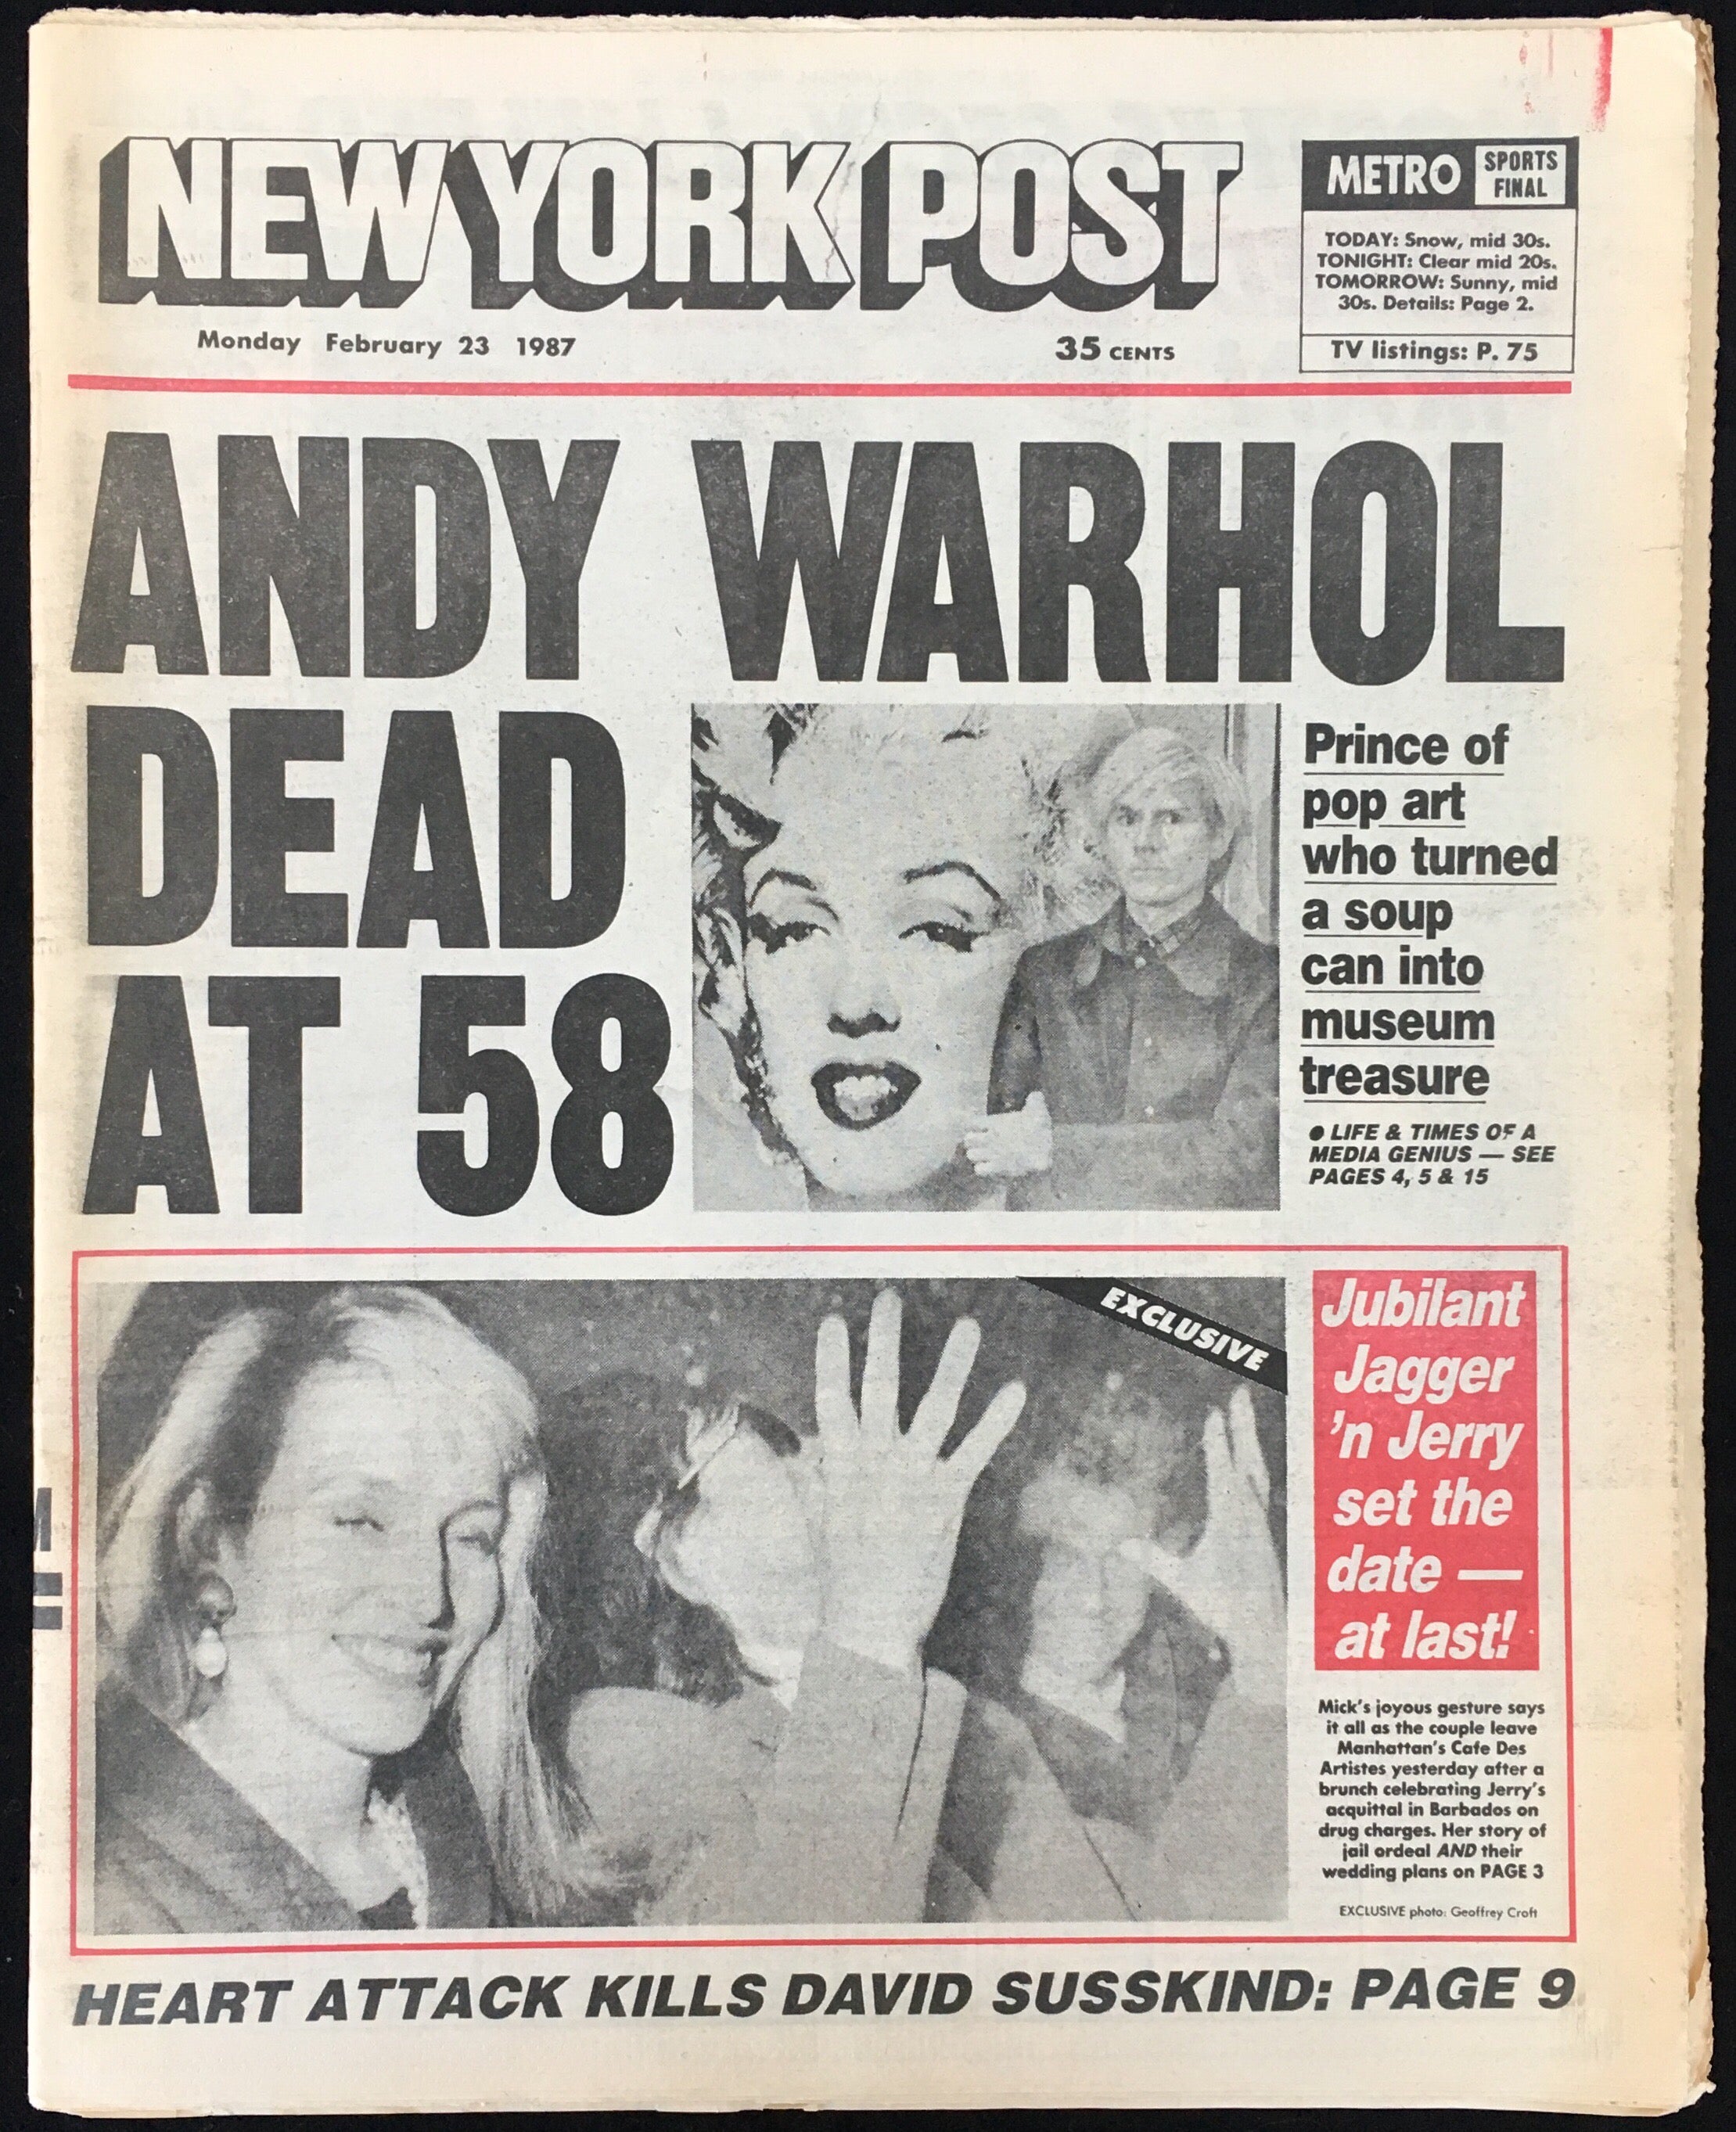 NEW YORK POST
METRO
SPORTS
FINAL
TODAY: Snow, mid 30s.
TONIGHT: Clear mid 20s.
TOMORROW: Sunny, mid
30s. Details: Page 2.
TV listings: P. 75
Monday February 23 1987
35 CENTS
ANDY WARHOL
DEAD
AT 58
Prince of
pop art
who turned
a soup
can into
museum
treasure
● LIFE & TIMES OF A
MEDIA GENIUS — SEE
PAGES 4, 5 & 15
EXCLUSIVE
Jubilant
Jagger
'n Jerry
set the
date —
at last!
Mick's joyous gesture says
it all as the couple leave
Manhattan's Cafe Des
Artistes yesterday after a
brunch celebrating Jerry's
acquittal in Barbados on
drug charges. Her story of
jail ordeal AND their
wedding plans on PAGE 3
EXCLUSIVE photo: Geoffrey Croft
HEART ATTACK KILLS DAVID SUSSKIND: PAGE 9